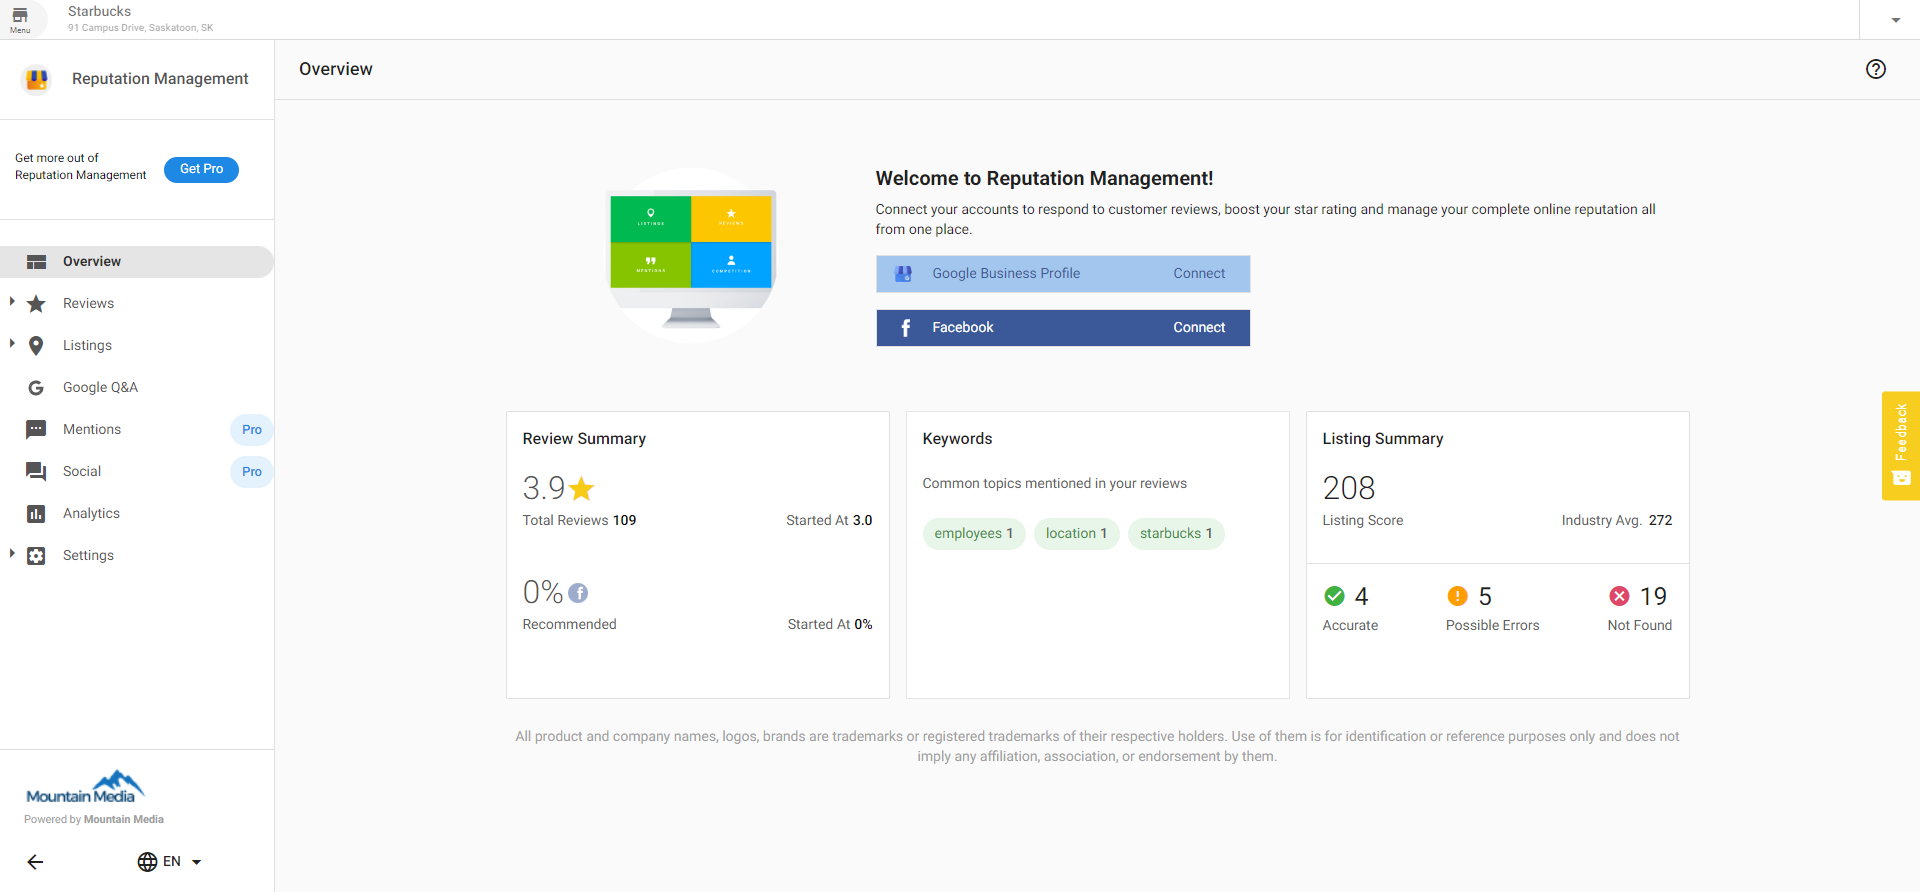 Menu
Starbucks
91 Campus Drive, Saskatoon, SK
Reputation Management
Overview
Get more out of
Reputation Management
Get Pro
Overview
Reviews
Listings
Google Q&A
Mentions
Pro
Social
Pro
Analytics
Settings
Mountain Media
Powered by Mountain Media
EN
LISTINGS
REVIEWS
MENTIONS
COMPETITION
Welcome to Reputation Management!
Connect your accounts to respond to customer reviews, boost your star rating and manage your complete online reputation all
from one place.
Google Business Profile Connect
Facebook Connect
Review Summary
3.9
Total Reviews 109 Started At 3.0
0%
Recommended Started At 0%
Keywords
Common topics mentioned in your reviews
employees 1 location 1 starbucks 1
Listing Summary
208
Listing Score Industry Avg. 272
4 5 19
Accurate Possible Errors Not Found
Feedback
All product and company names, logos, brands are trademarks or registered trademarks of their respective holders. Use of them is for identification or reference purposes only and does not
imply any affiliation, association, or endorsement by them.